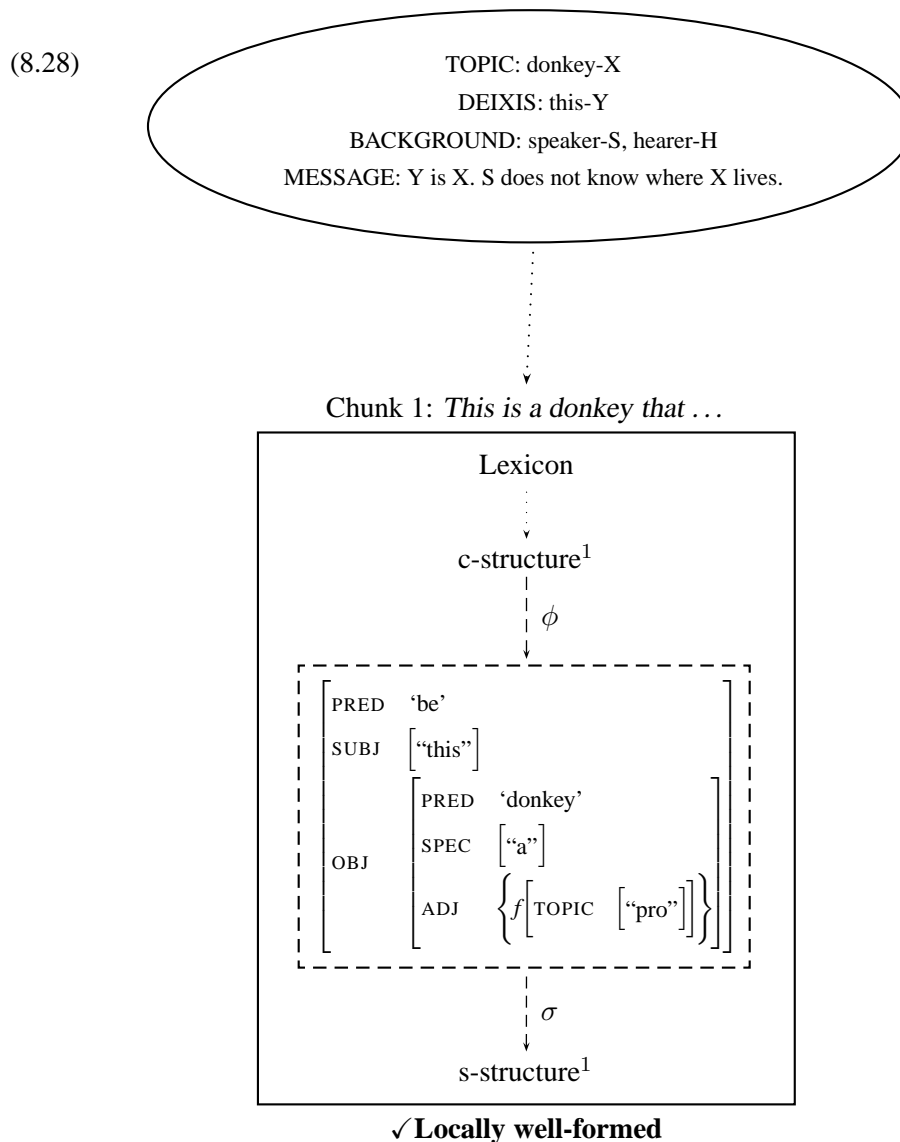 (8.28)
TOPIC: donkey-X
DEIXIS: this-Y
BACKGROUND: speaker-S, hearer-H
MESSAGE: Y is X. S does not know where X lives.
Chunk 1: This is a donkey that . . .
Lexicon
c-structure¹
ϕ
PRED ‘be’
SUBJ [“this”]
PRED ‘donkey’
SPEC [“a”]
OBJ
ADJ {f[TOPIC [“pro”]]}
σ
s-structure¹
✓Locally well-formed